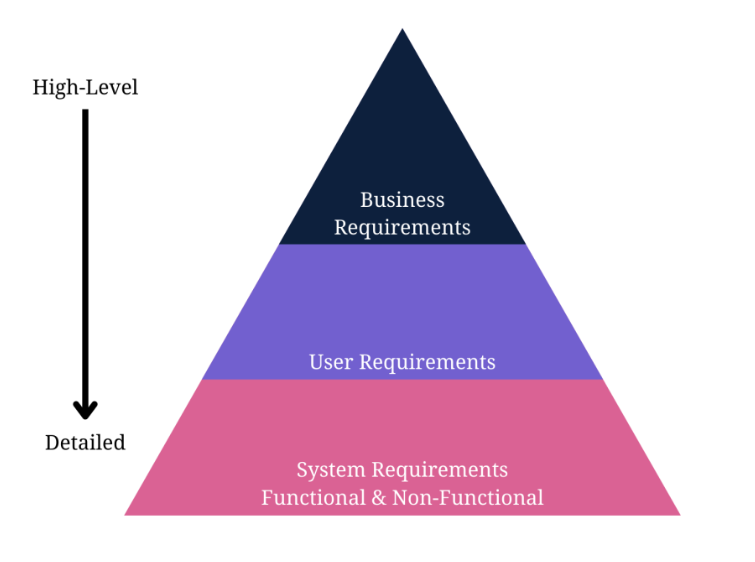 High-Level
Business
Requirements
User Requirements
Detailed
System Requirements
Functional & Non-Functional